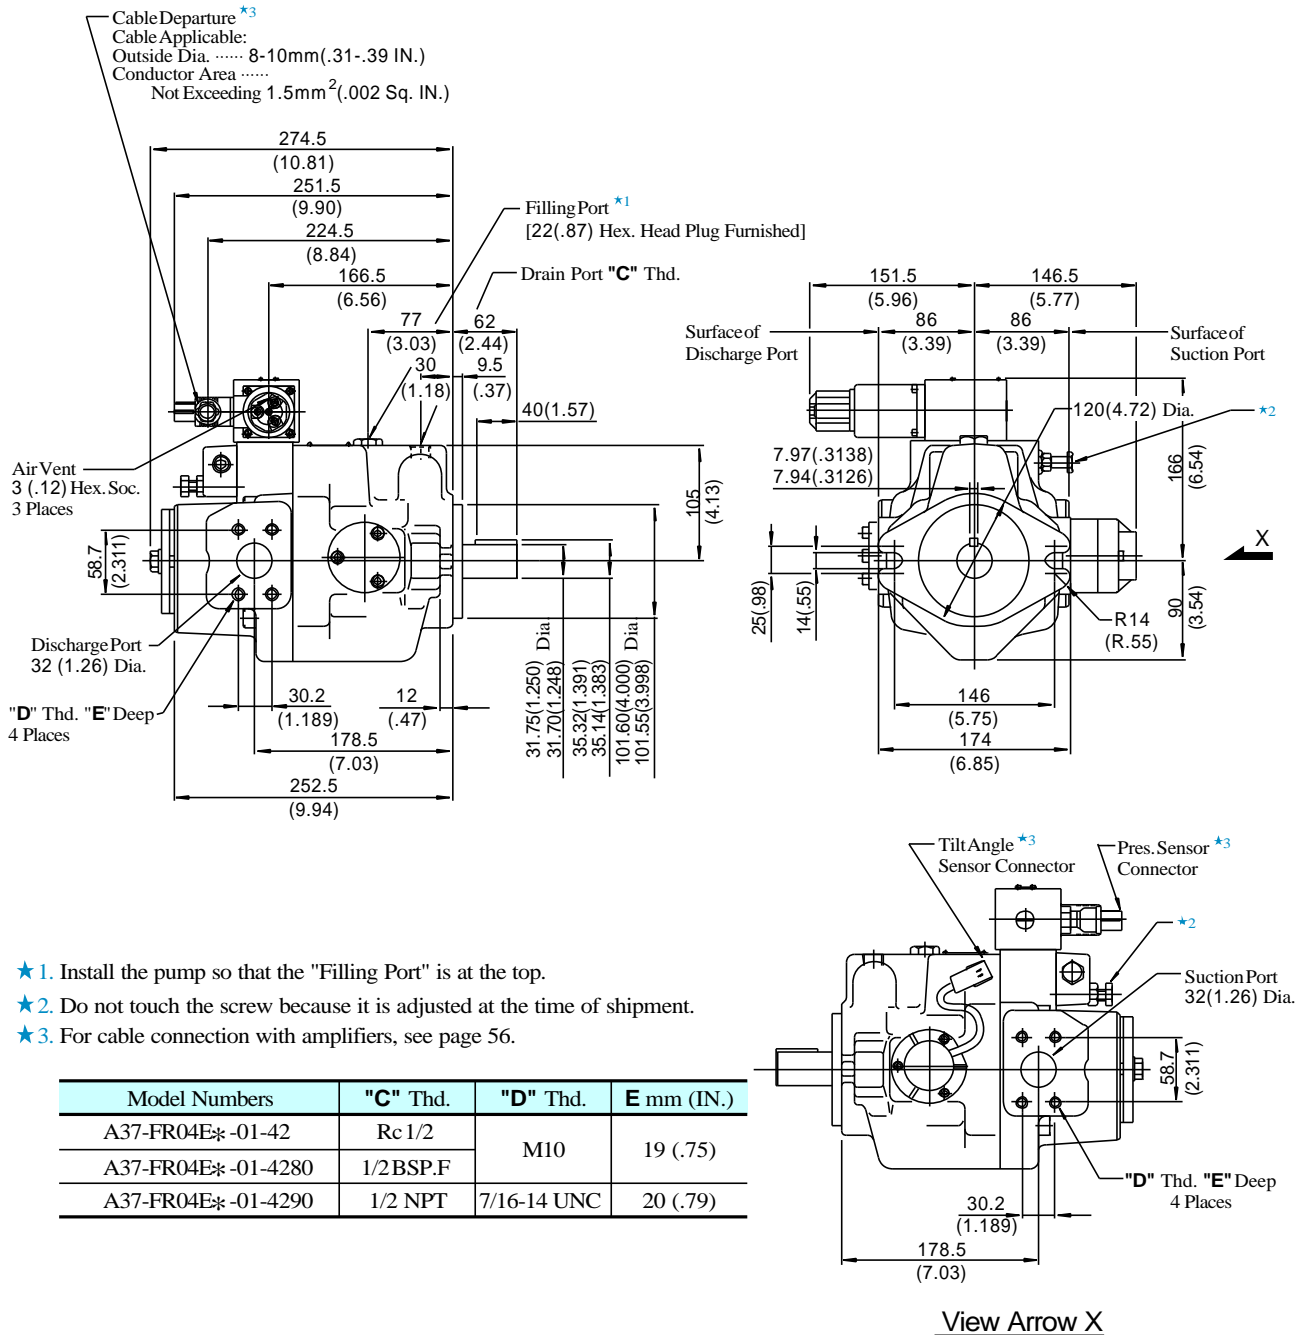 Cable Departure ★3
Cable Applicable:
Outside Dia. ······ 8-10mm(.31-.39 IN.)
Conductor Area ······
Not Exceeding 1.5mm2(.002 Sq. IN.)
274.5
(10.81)
251.5
(9.90)
224.5
(8.84)
166.5
(6.56)
77
(3.03)
62
(2.44)
30
(1.18)
9.5
(.37)
40(1.57)
Filling Port ★1
[22(.87) Hex. Head Plug Furnished]
Drain Port "C" Thd.
Air Vent
3 (.12) Hex. Soc.
3 Places
58.7
(2.311)
105
(4.13)
Discharge Port
32 (1.26) Dia.
"D" Thd. "E" Deep
4 Places
30.2
(1.189)
12
(.47)
178.5
(7.03)
252.5
(9.94)
31.75(1.250)
31.70(1.248)
Dia.
35.32(1.391)
35.14(1.383)
101.60(4.000)
101.55(3.998)
Dia.
151.5
(5.96)
146.5
(5.77)
86
(3.39)
86
(3.39)
Surface of
Discharge Port
Surface of
Suction Port
120(4.72) Dia.
★2
7.97(.3138)
7.94(.3126)
166
(6.54)
X
25(.98)
14(.55)
90
(3.54)
R14
(R.55)
146
(5.75)
174
(6.85)
Tilt Angle ★3
Sensor Connector
Pres. Sensor ★3
Connector
★2
Suction Port
32(1.26) Dia.
58.7
(2.311)
"D" Thd. "E" Deep
4 Places
30.2
(1.189)
178.5
(7.03)
View Arrow X
★1. Install the pump so that the "Filling Port" is at the top.
★2. Do not touch the screw because it is adjusted at the time of shipment.
★3. For cable connection with amplifiers, see page 56.
Model Numbers "C" Thd. "D" Thd. E mm (IN.)
A37-FR04E*-01-42 Rc 1/2 M10 19 (.75)
A37-FR04E*-01-4280 1/2 BSP.F
A37-FR04E*-01-4290 1/2 NPT 7/16-14 UNC 20 (.79)